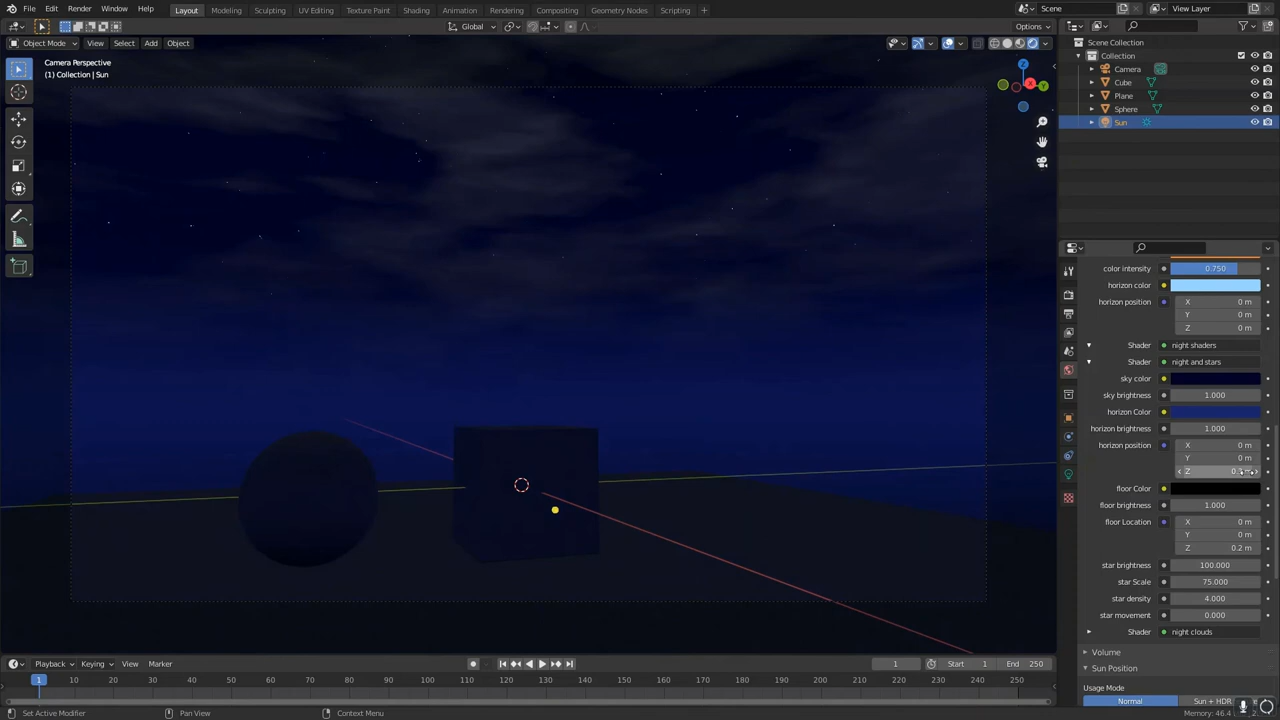 File Edit Render Window Help Layout Modeling Sculpting UV Editing Texture Paint Shading Animation Rendering Compositing Geometry Nodes Scripting Scene View Layer
Global Options
Object Mode View Select Add Object
Camera Perspective
(1) Collection | Sun
Z
X
Y
Scene Collection
Collection
Camera
Cube
Plane
Sphere
Sun
color intensity 0.750
horizon color
horizon position X 0 m
Y 0 m
Z 0 m
Shader night shaders
Shader night and stars
sky color
sky brightness 1.000
horizon Color
horizon brightness 1.000
horizon position X 0 m
Y 0 m
Z
floor Color
floor brightness 1.000
floor Location X 0 m
Y 0 m
Z 0.2 m
star brightness 100.000
star Scale 75.000
star density 4.000
star movement 0.000
Shader night clouds
Volume
Sun Position
Usage Mode
Normal Sun + HDR
Playback Keying View Marker 1 Start 1 End 250
1 10 20 30 40 50 60 70 80 90 100 110 120 130 140 150 160 170 180 190 200 210 220 230 240 250
Set Active Modifier Pan View Context Menu Memory: 46.4